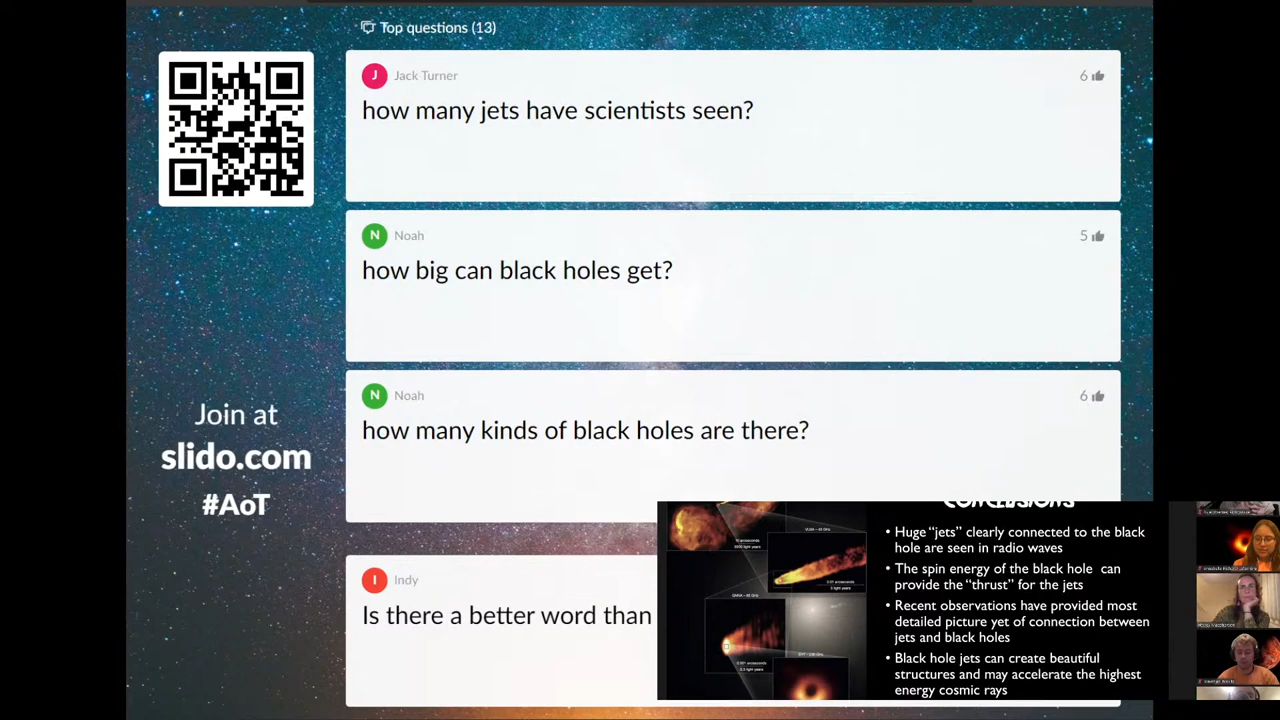 Top questions (13)
J Jack Turner 6
how many jets have scientists seen?
N Noah 5
how big can black holes get?
N Noah 6
how many kinds of black holes are there?
I Indy
Is there a better word than
Join at
slido.com
#AoT
CONCLUSIONS
• Huge “jets” clearly connected to the black
hole are seen in radio waves
• The spin energy of the black hole can
provide the “thrust” for the jets
• Recent observations have provided most
detailed picture yet of connection between
jets and black holes
• Black hole jets can create beautiful
structures and may accelerate the highest
energy cosmic rays